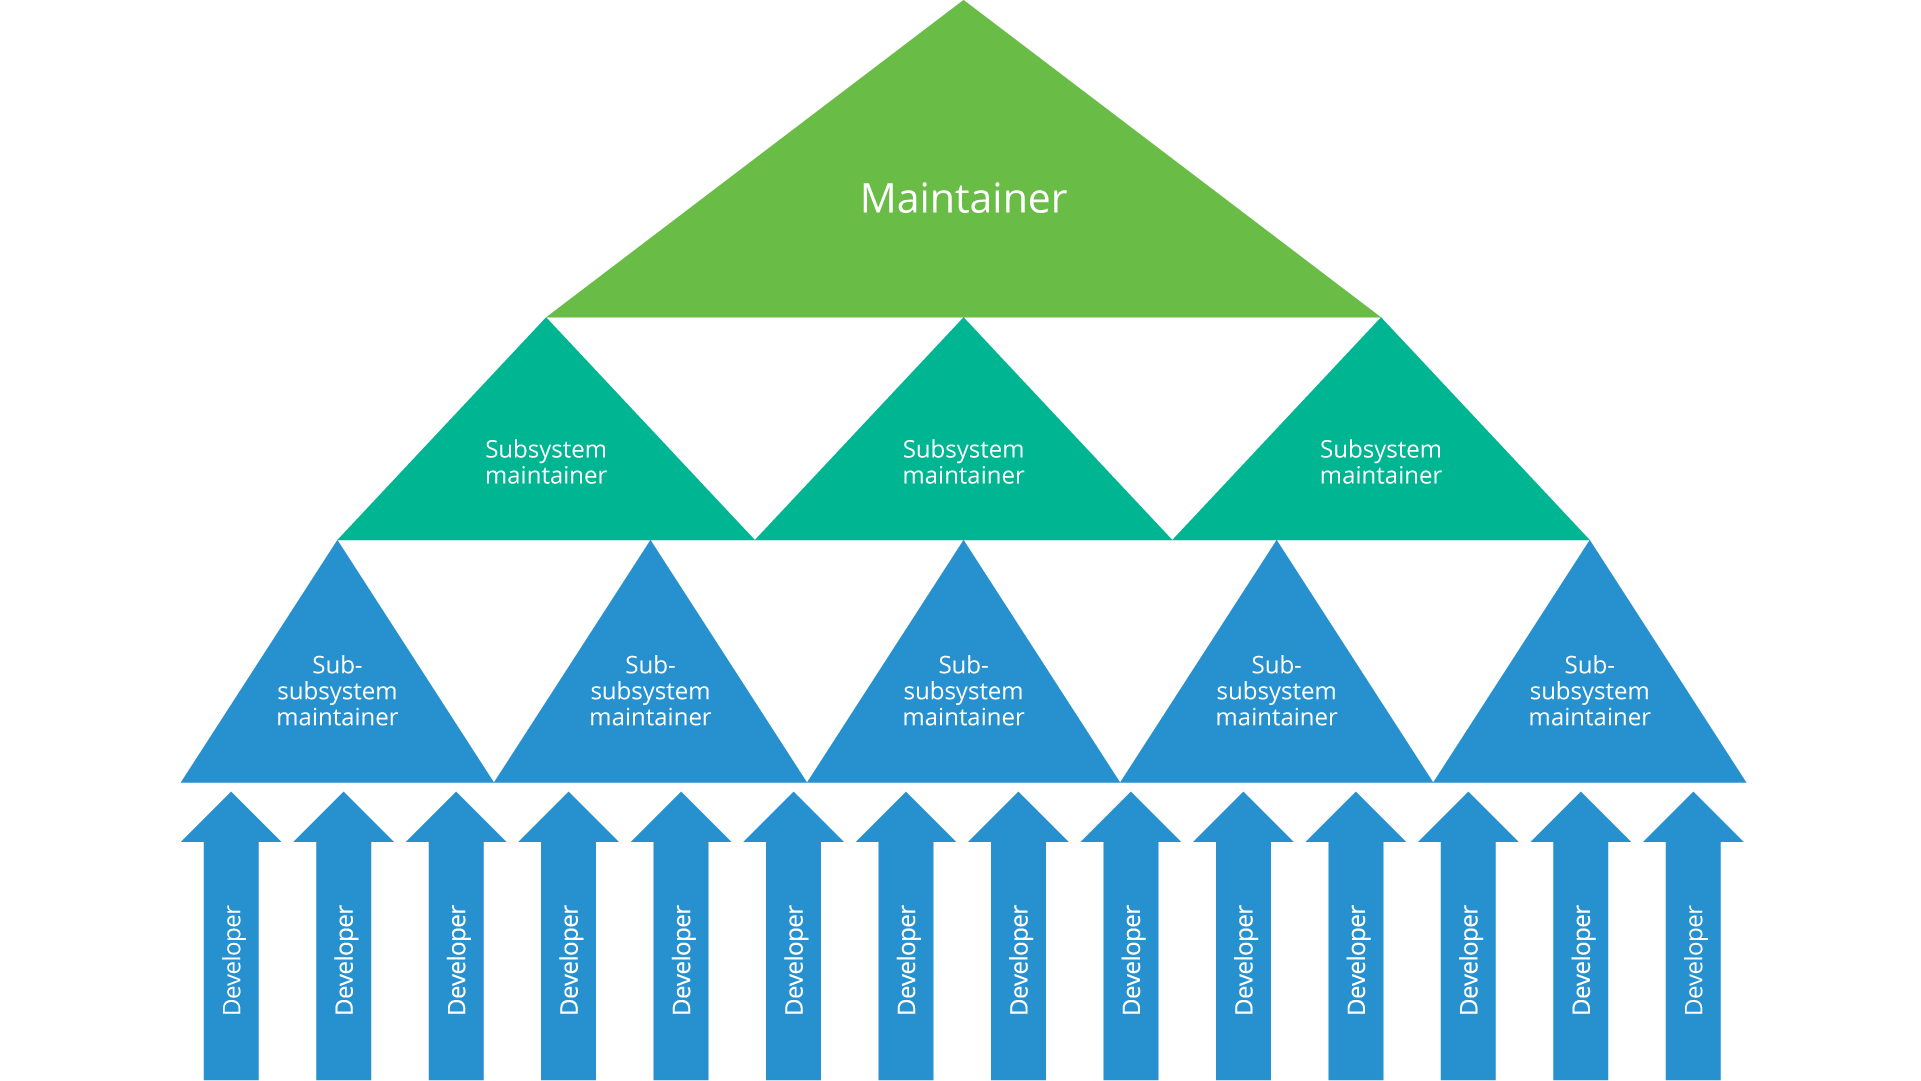 Maintainer
Subsystem
maintainer
Subsystem
maintainer
Subsystem
maintainer
Sub-
subsystem
maintainer
Sub-
subsystem
maintainer
Sub-
subsystem
maintainer
Sub-
subsystem
maintainer
Sub-
subsystem
maintainer
Developer
Developer
Developer
Developer
Developer
Developer
Developer
Developer
Developer
Developer
Developer
Developer
Developer
Developer